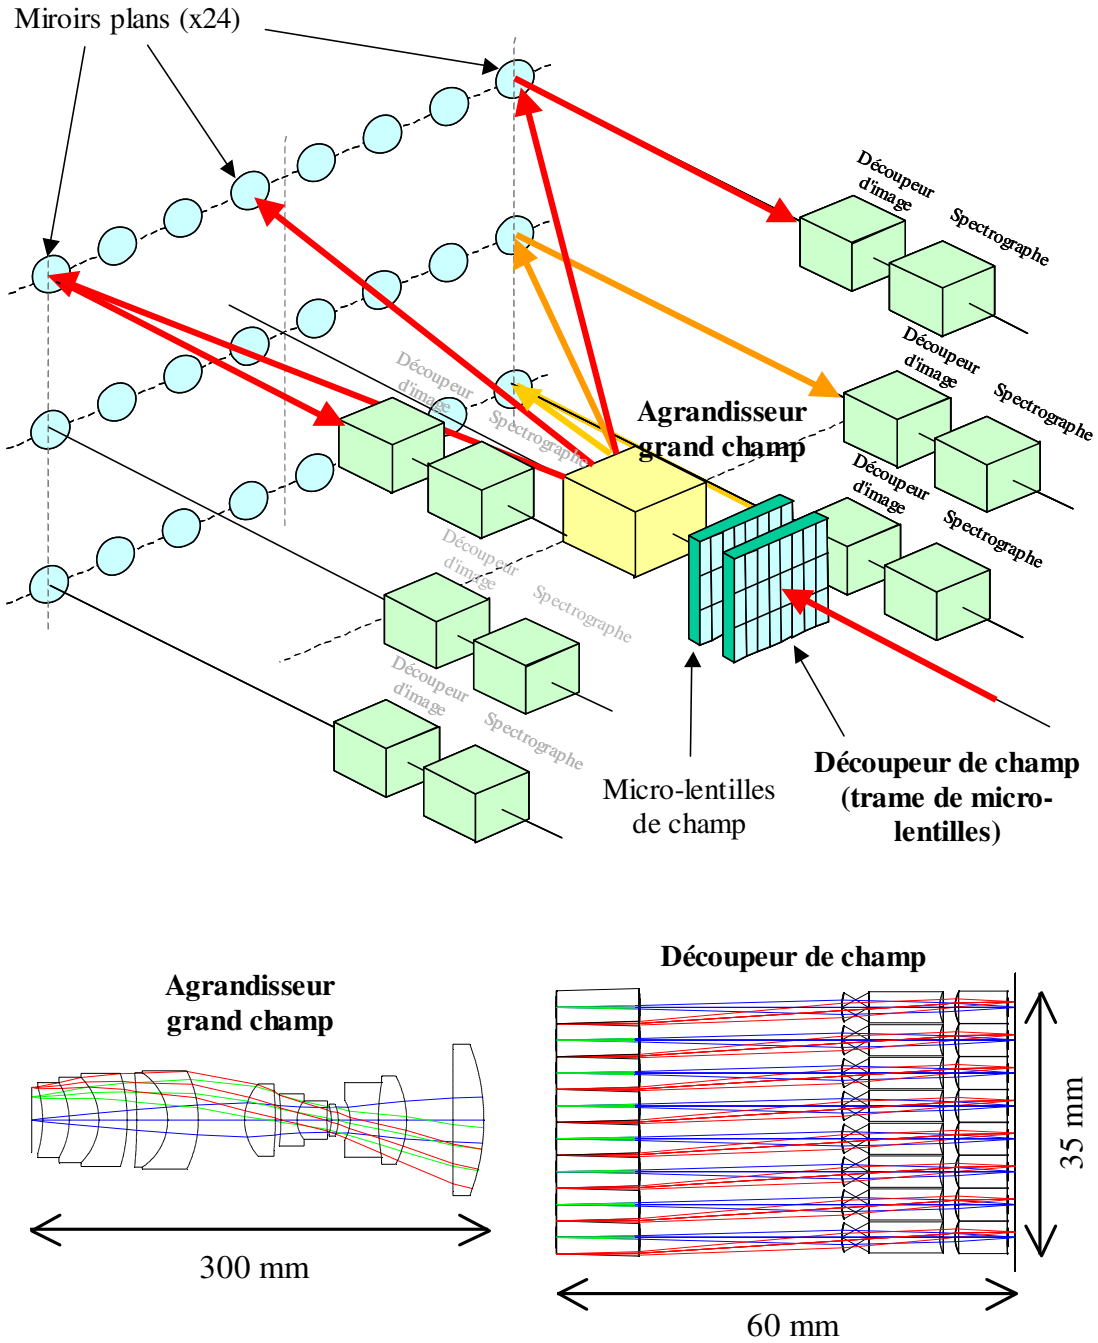 Miroirs plans (x24)
Découpeur
d'image
Spectrographe
Découpeur
d'image
Spectrographe
Découpeur
d'image
Spectrographe
Agrandisseur
grand champ
Découpeur
d'image
Spectrographe
Découpeur
d'image
Spectrographe
Découpeur
d'image
Spectrographe
Micro-lentilles
de champ
Découpeur de champ
(trame de micro-
lentilles)
Agrandisseur
grand champ
300 mm
Découpeur de champ
35 mm
60 mm